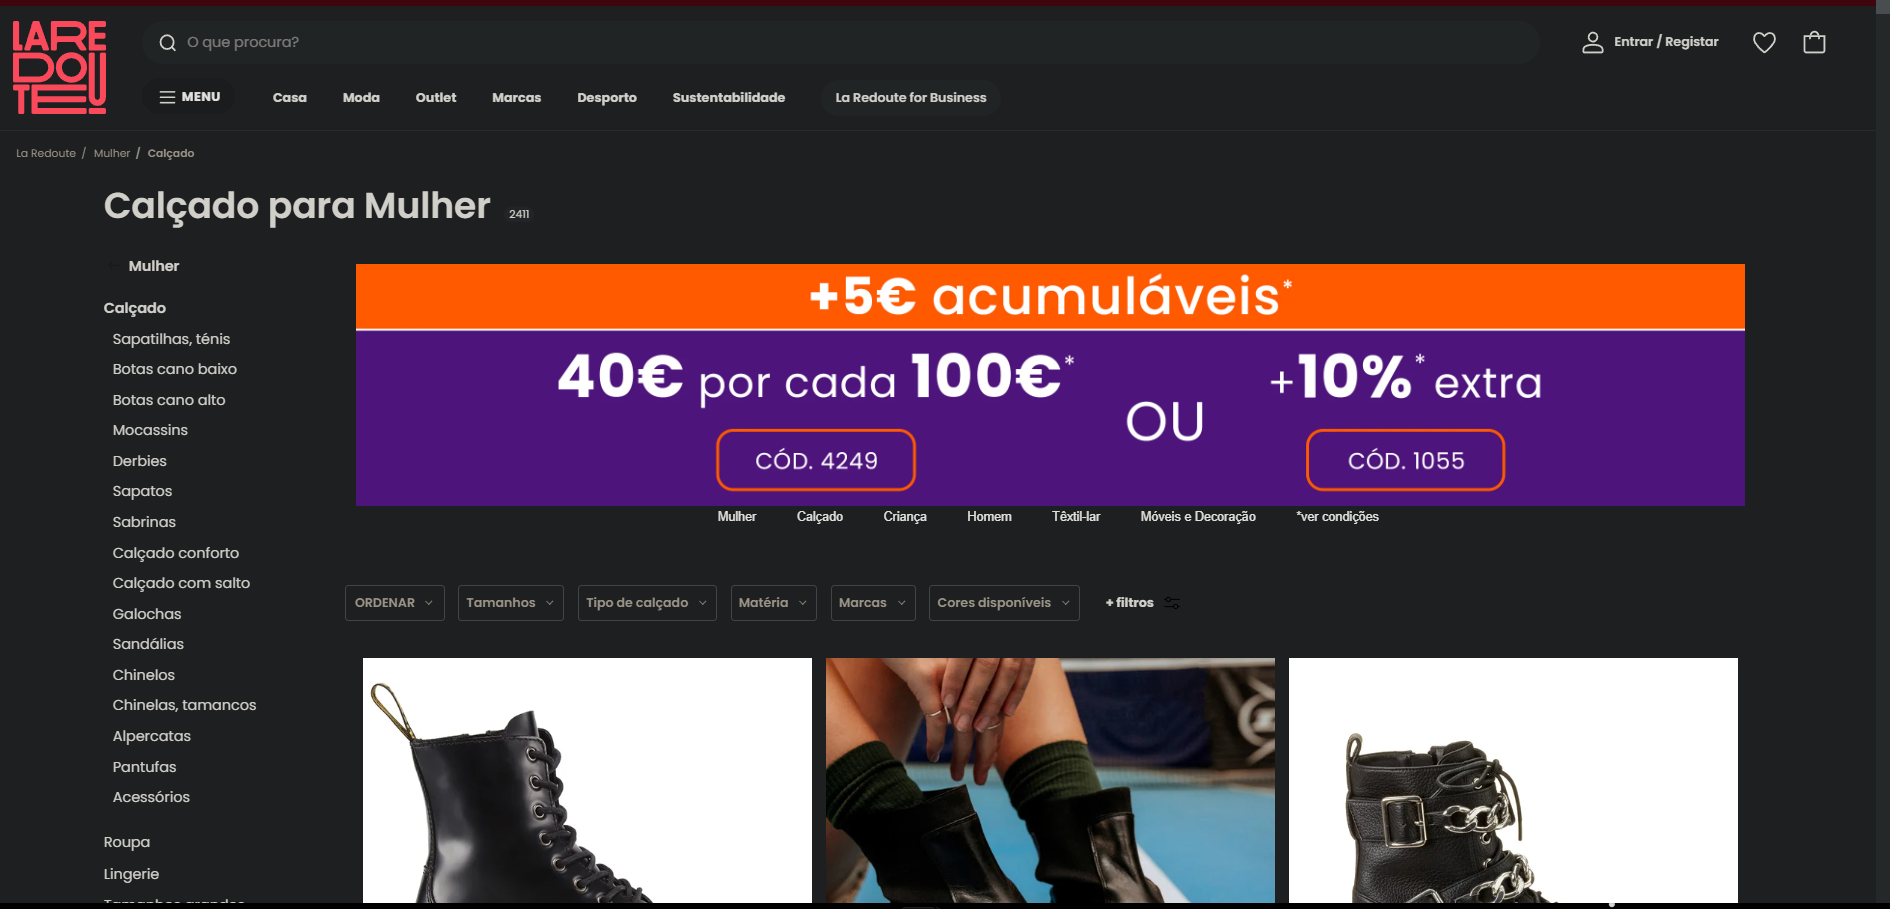 LA REDOUTE
O que procura?
Entrar / Registar
MENU
Casa
Moda
Outlet
Marcas
Desporto
Sustentabilidade
La Redoute for Business
La Redoute / Mulher / Calçado
Calçado para Mulher 2411
Mulher
Calçado
Sapatilhas, ténis
Botas cano baixo
Botas cano alto
Mocassins
Derbies
Sapatos
Sabrinas
Calçado conforto
Calçado com salto
Galochas
Sandálias
Chinelos
Chinelas, tamancos
Alpercatas
Pantufas
Acessórios
Roupa
Lingerie
Tamanhos grandes
+5€ acumuláveis*
40€ por cada 100€*
OU
+10%* extra
CÓD. 4249
CÓD. 1055
Mulher
Calçado
Criança
Homem
Têxtil-lar
Móveis e Decoração
*ver condições
ORDENAR
Tamanhos
Tipo de calçado
Matéria
Marcas
Cores disponíveis
+ filtros